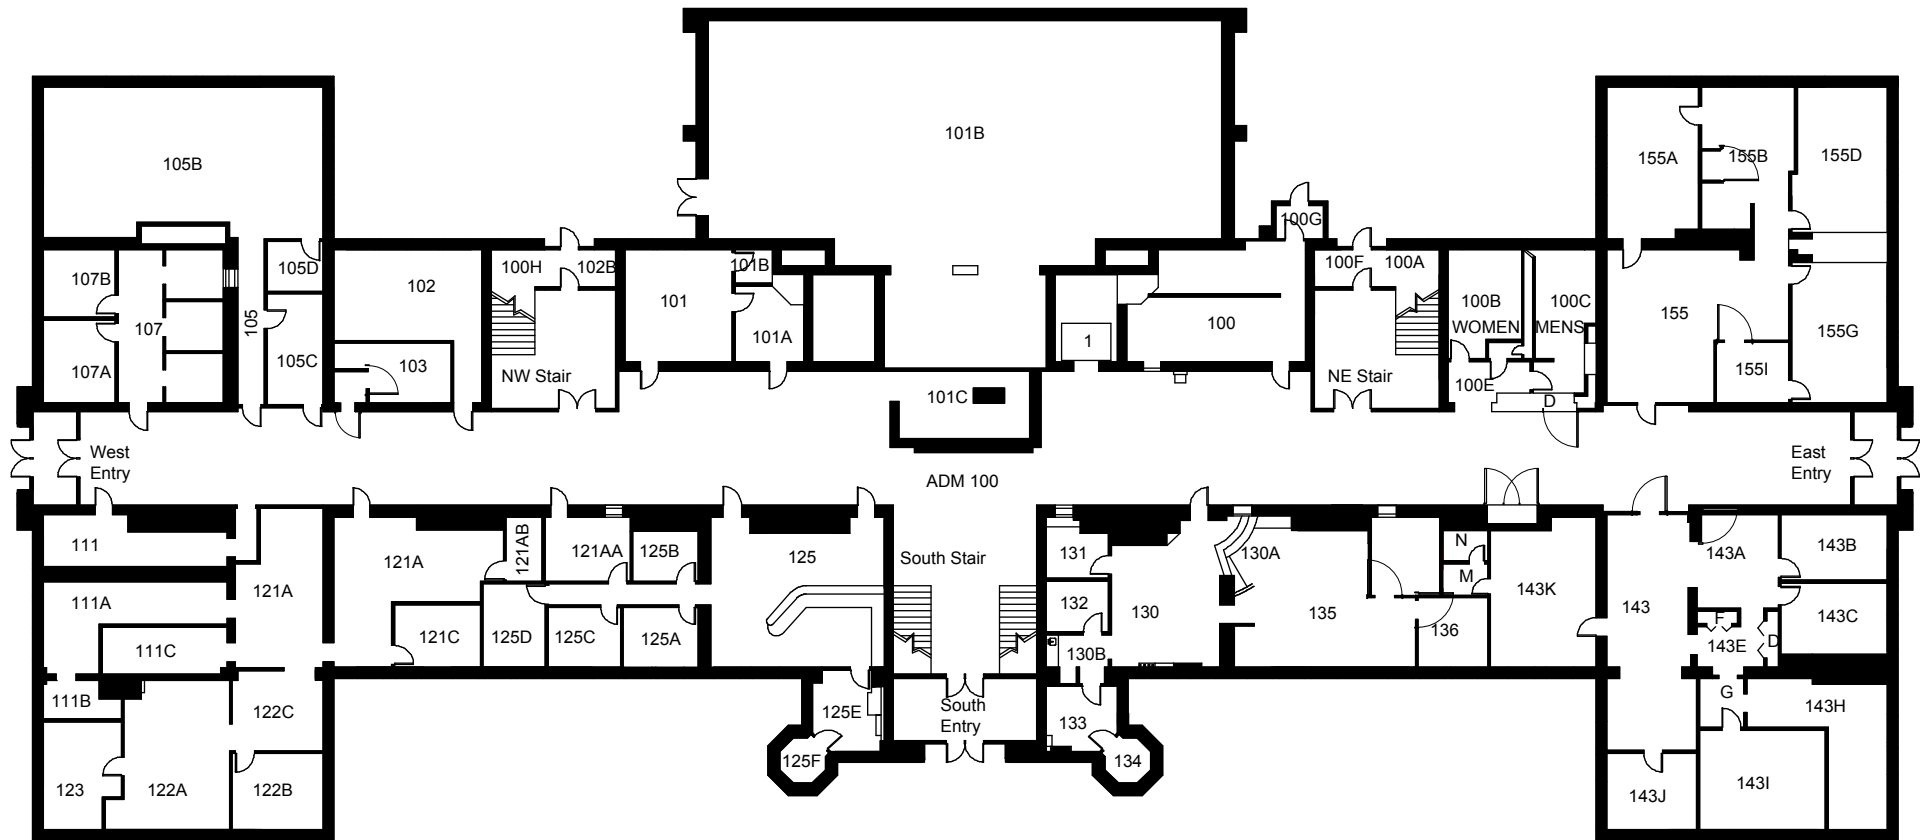 101B
105B
155A
155B
155D
100G
107B
105D
102
100H
102B
101
101B
100F
100A
100B
WOMEN
100C
MENS
155
155G
107
105
107A
105C
103
NW Stair
101A
1
100
NE Stair
100E
155I
101C
D
West
Entry
ADM 100
East
Entry
111
121A
121AB
121AA
125B
125
South Stair
131
130A
N
M
143A
143B
111A
121A
111C
121C
125D
125C
125A
132
130
130B
135
136
143K
143
F
143E
D
143C
111B
122C
125E
South
Entry
133
G
143H
123
122A
122B
125F
134
143J
143I